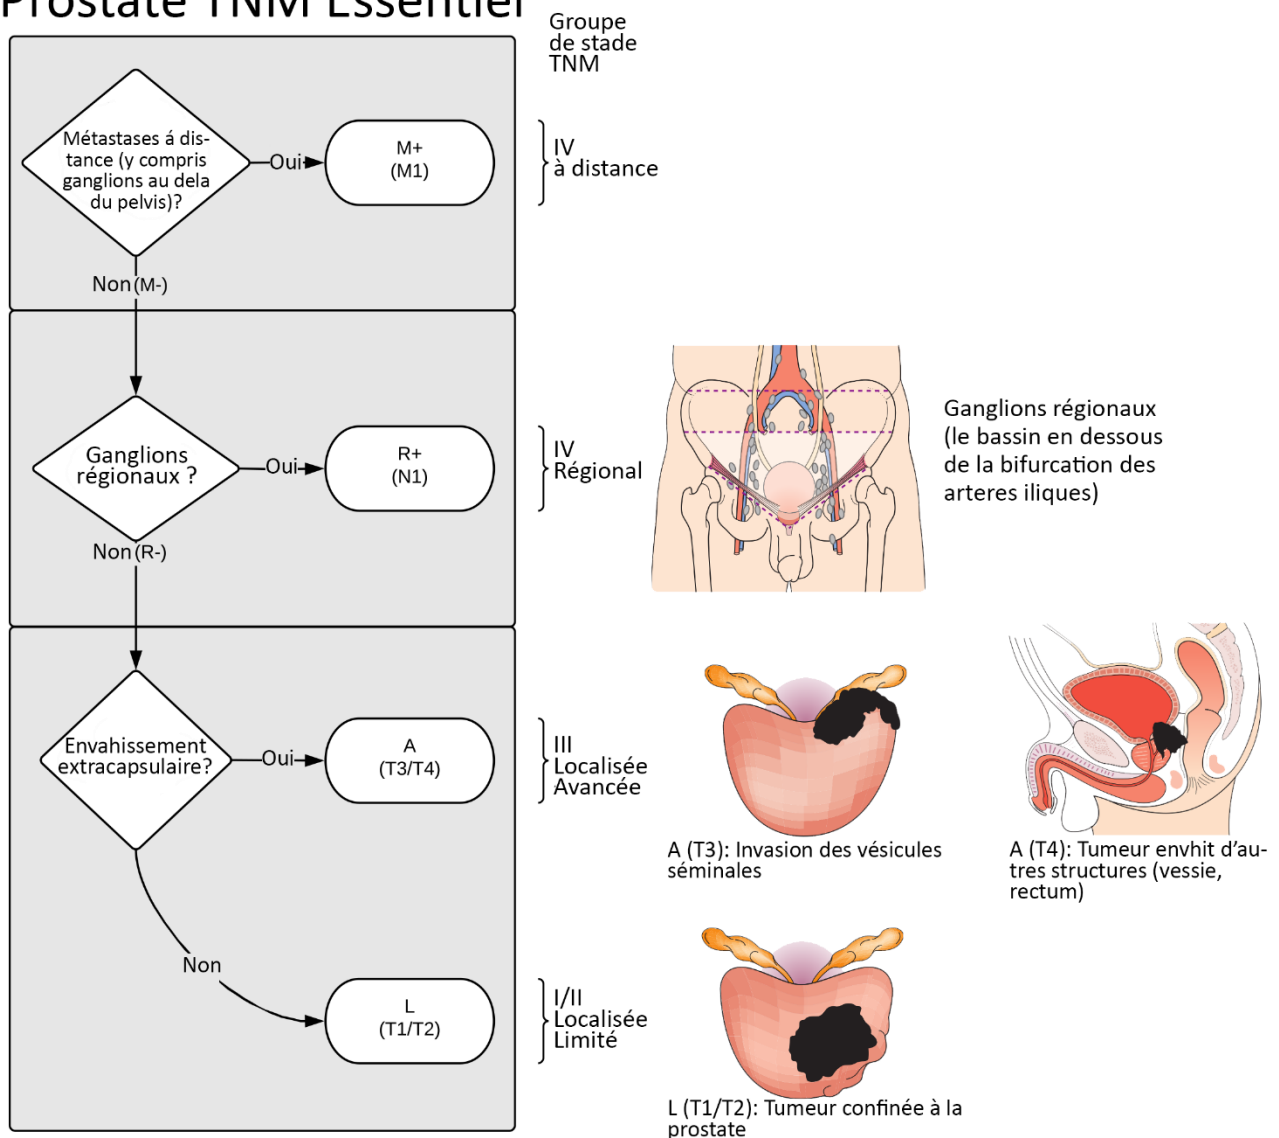 Prostate TNM Essentiel
Groupe
de stade
TNM
Métastases á dis-
tance (y compris
ganglions au dela
du pelvis)?
Oui
M+
(M1)
IV
à distance
Non (M-)
Ganglions
régionaux ?
Oui
R+
(N1)
IV
Régional
Ganglions régionaux
(le bassin en dessous
de la bifurcation des
arteres iliques)
Non (R-)
Envahissement
extracapsulaire?
Oui
A
(T3/T4)
III
Localisée
Avancée
A (T3): Invasion des vésicules
séminales
A (T4): Tumeur envhit d’au-
tres structures (vessie,
rectum)
Non
L
(T1/T2)
I/II
Localisée
Limité
L (T1/T2): Tumeur confinée à la
prostate